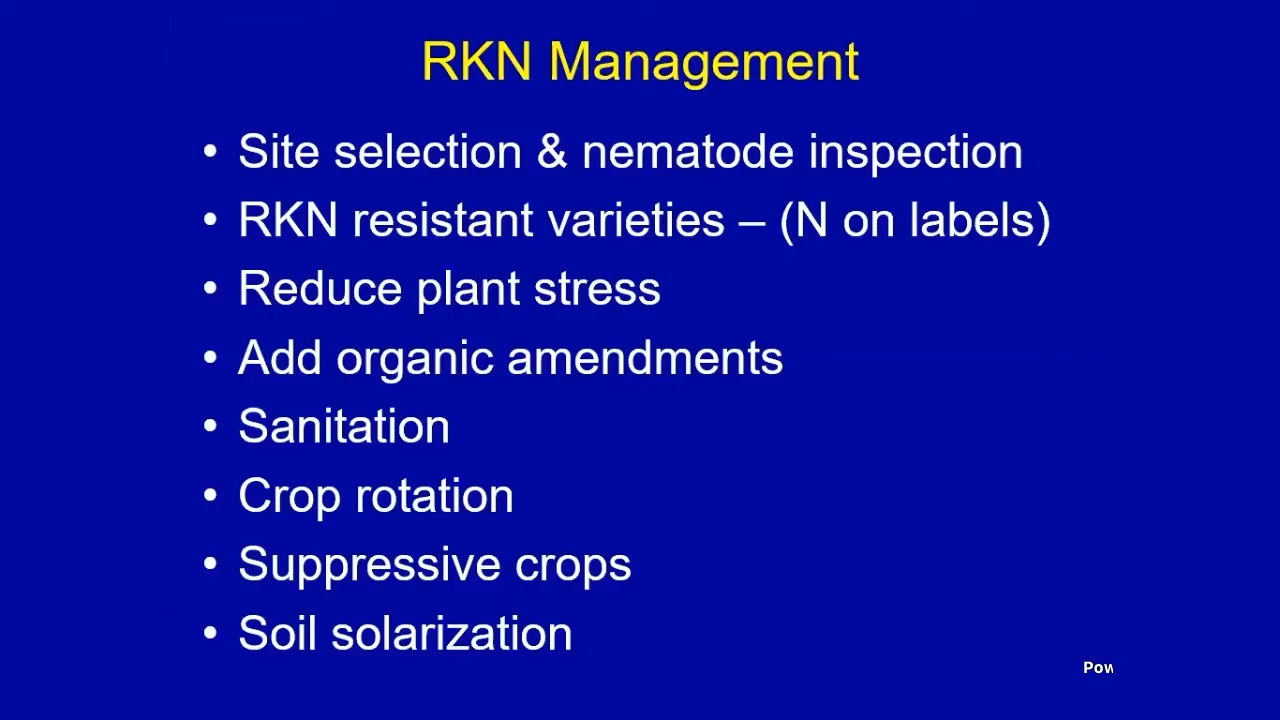 RKN Management
• Site selection & nematode inspection
• RKN resistant varieties – (N on labels)
• Reduce plant stress
• Add organic amendments
• Sanitation
• Crop rotation
• Suppressive crops
• Soil solarization